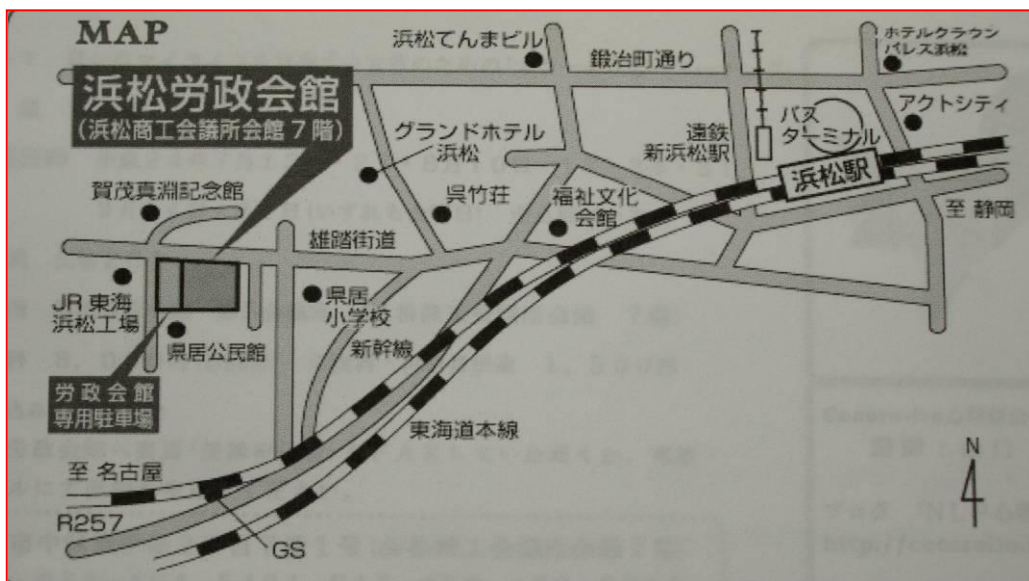 MAP
浜松労政会館
(浜松商工会議所会館7階)
浜松てんまビル
鍛冶町通り
ホテルクラウン
パレス浜松
アクトシティ
バス
ターミナル
遠鉄
新浜松駅
浜松駅
グランドホテル
浜松
賀茂真淵記念館
呉竹荘
福祉文化
会館
至 静岡
雄踏街道
JR東海
浜松工場
県居
小学校
県居公民館
新幹線
労政会館
専用駐車場
東海道本線
至 名古屋
R257
GS
N